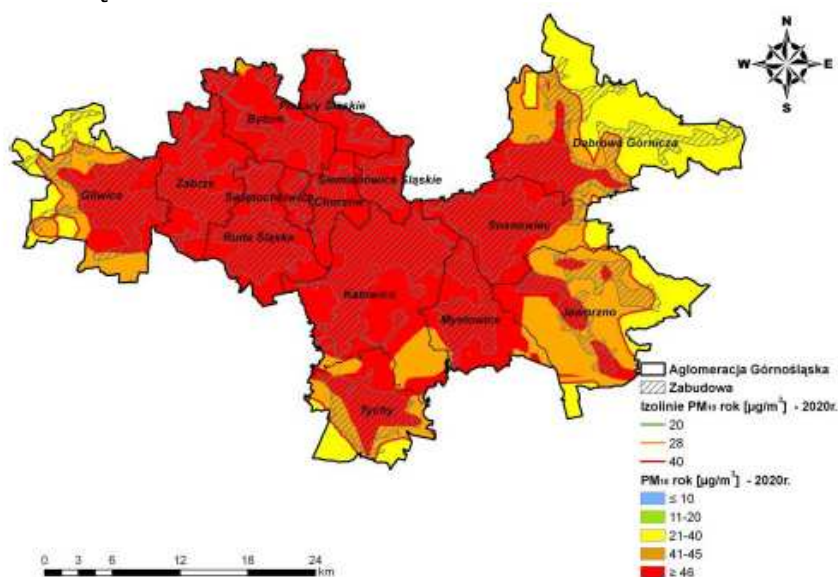 N
W E
S
Piekary Śląskie
Bytom
Dąbrowa Górnicza
Siemianowice Śląskie
Gliwice
Zabrze
Świętochłowice
Chorzów
Sosnowiec
Ruda Śląska
Katowice
Mysłowice
Jaworzno
Tychy
Aglomeracja Górnośląska
Zabudowa
Izolinie PM₁₀ rok [µg/m³] - 2020r.
20
28
40
PM₁₀ rok [µg/m³] - 2020r.
≤ 10
11-20
21-40
41-45
≥ 46
0 3 6 12 18 24
km